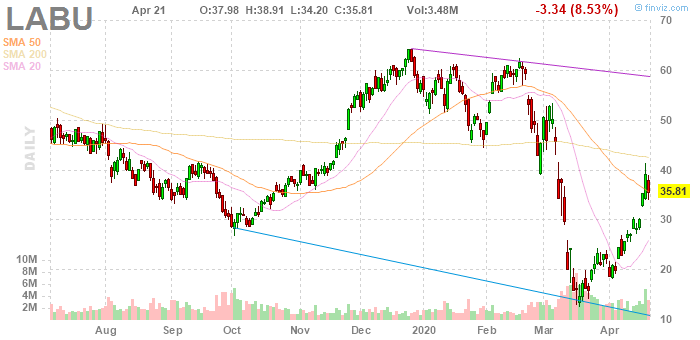 LABU Apr 21 O:37.98 H:38.91 L:34.20 C:35.81 Vol:3.48M -3.34 (8.53%) © finviz.com
SMA 50
SMA 200
SMA 20
DAILY
70
60
50
40
35.81
30
20
10
10M
8M
6M
4M
2M
Aug Sep Oct Nov Dec 2020 Feb Mar Apr